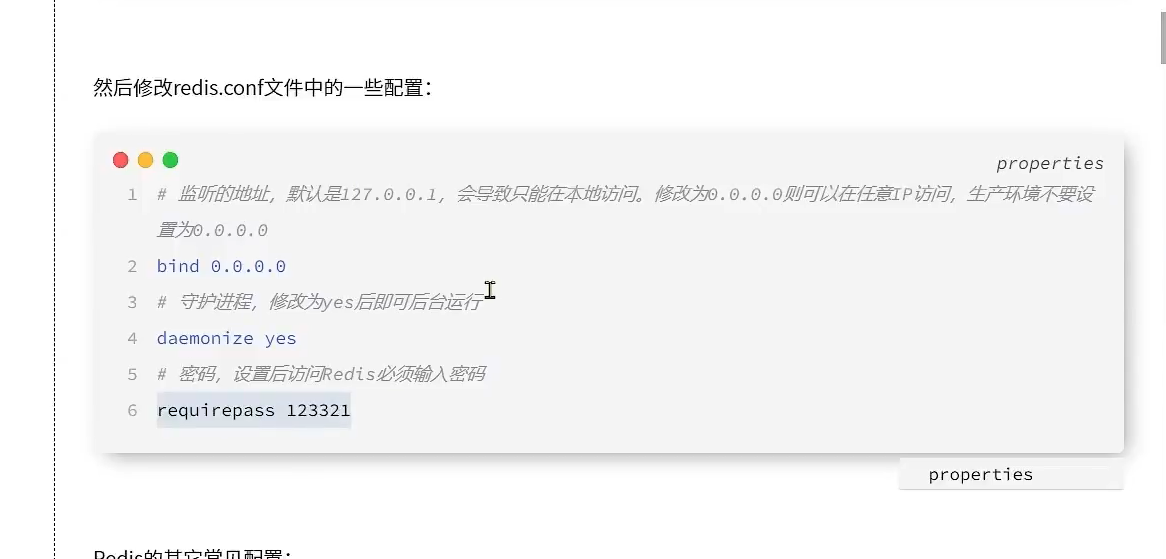 然后修改redis.conf文件中的一些配置：
properties
1 # 监听的地址，默认是127.0.0.1，会导致只能在本地访问。修改为0.0.0.0则可以在任意IP访问，生产环境不要设
置为0.0.0.0
2 bind 0.0.0.0
3 # 守护进程，修改为yes后即可后台运行
4 daemonize yes
5 # 密码，设置后访问Redis必须输入密码
6 requirepass 123321
properties
Redis的其它常见配置：